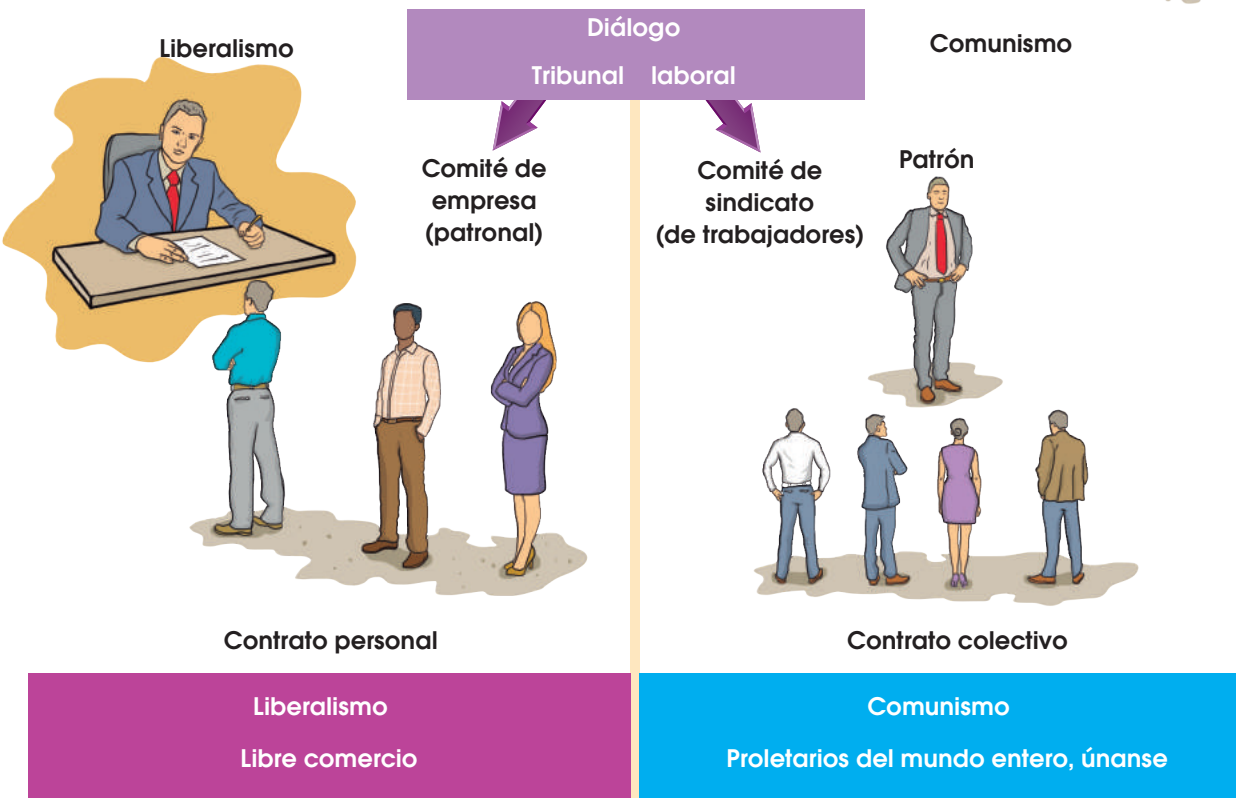 Diálogo
Tribunal laboral
Liberalismo
Comunismo
Comité de
empresa
(patronal)
Comité de
sindicato
(de trabajadores)
Patrón
Contrato personal
Contrato colectivo
Liberalismo
Libre comercio
Comunismo
Proletarios del mundo entero, únanse